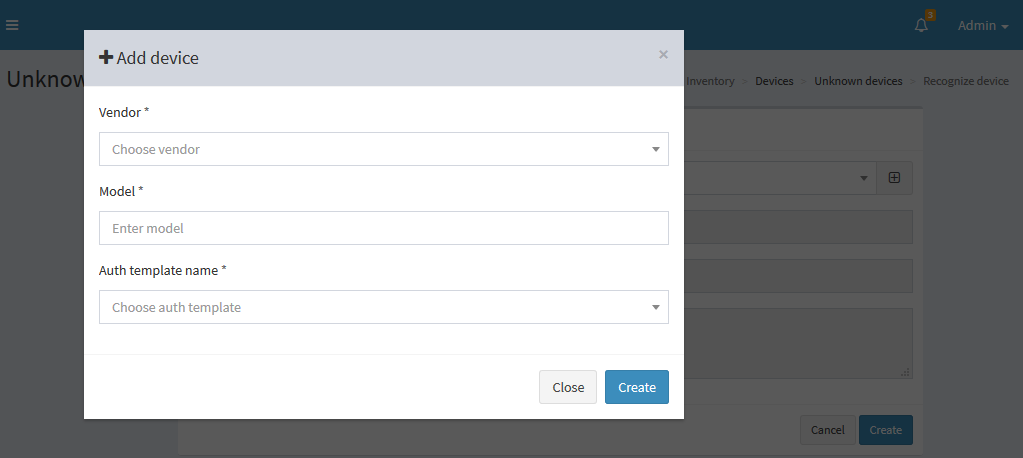 3
Admin
Unknow
Inventory > Devices > Unknown devices > Recognize device
Add device
×
Vendor *
Choose vendor
Model *
Enter model
Auth template name *
Choose auth template
Close Create
Cancel Create